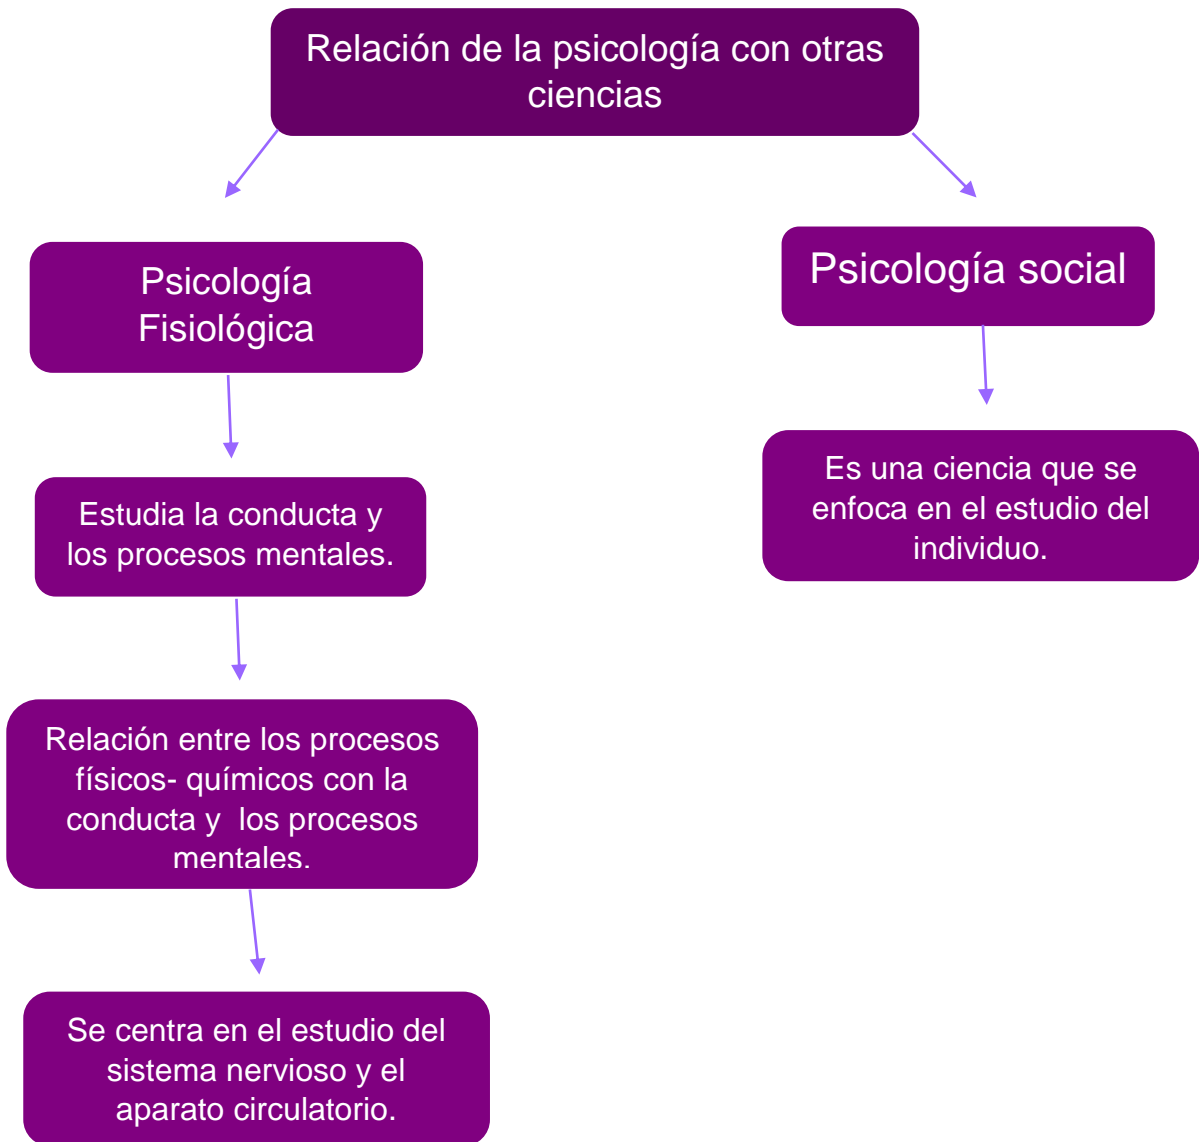 Relación de la psicología con otras
ciencias
Psicología
Fisiológica
Estudia la conducta y
los procesos mentales.
Relación entre los procesos
físicos- químicos con la
conducta y  los procesos
mentales.
Se centra en el estudio del
sistema nervioso y el
aparato circulatorio.
Psicología social
Es una ciencia que se
enfoca en el estudio del
individuo.